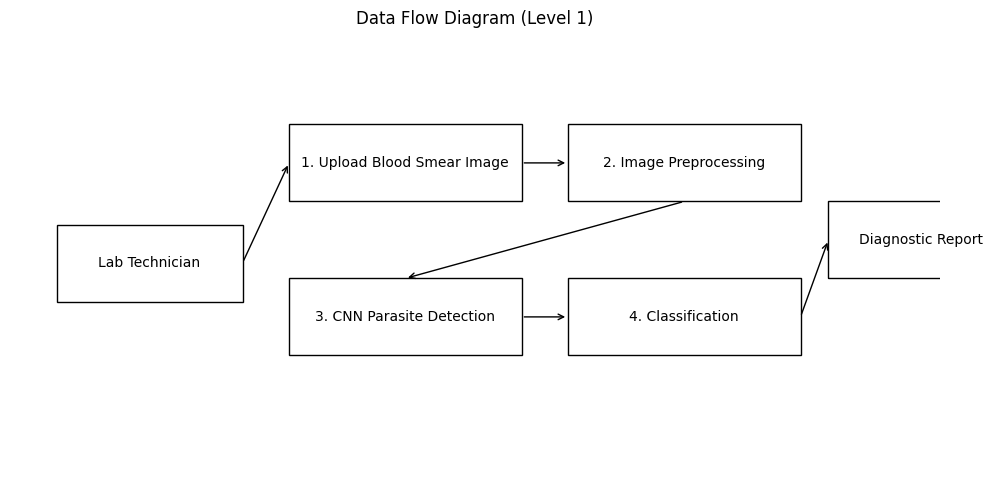 Data Flow Diagram (Level 1)
1. Upload Blood Smear Image
2. Image Preprocessing
Lab Technician
Diagnostic Report
3. CNN Parasite Detection
4. Classification